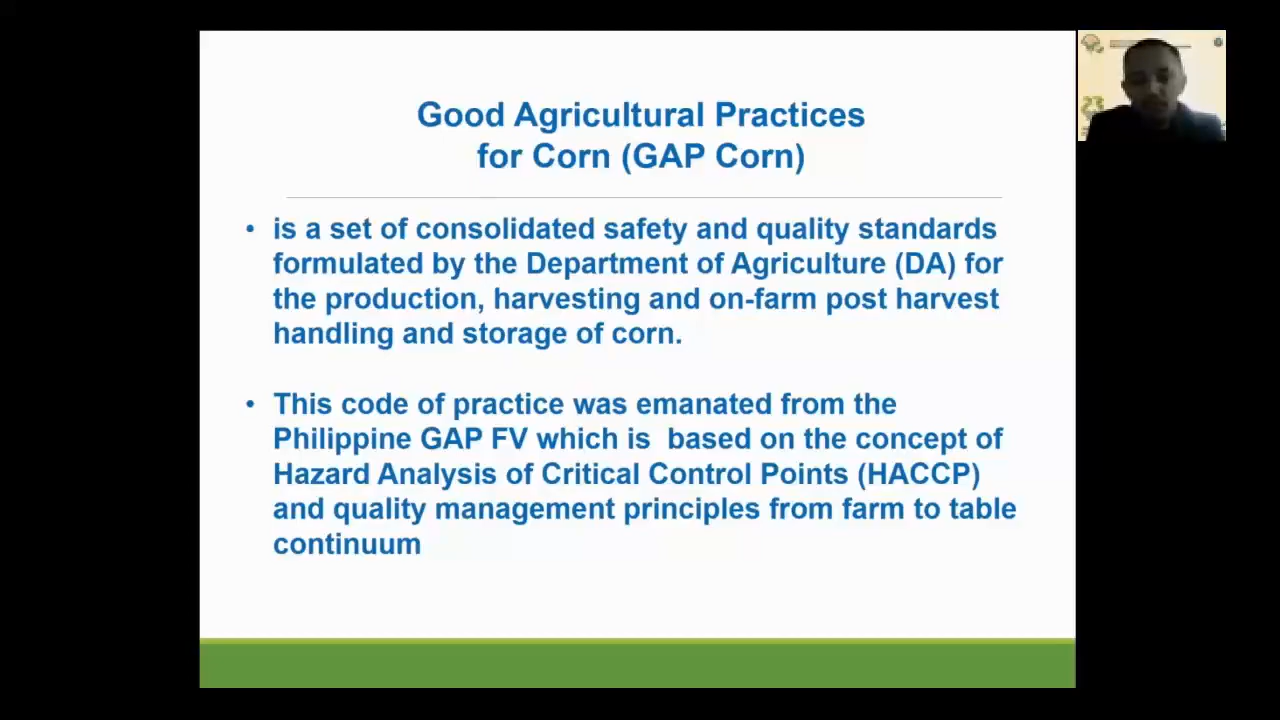 Good Agricultural Practices
for Corn (GAP Corn)
• is a set of consolidated safety and quality standards
formulated by the Department of Agriculture (DA) for
the production, harvesting and on-farm post harvest
handling and storage of corn.
• This code of practice was emanated from the
Philippine GAP FV which is based on the concept of
Hazard Analysis of Critical Control Points (HACCP)
and quality management principles from farm to table
continuum
23